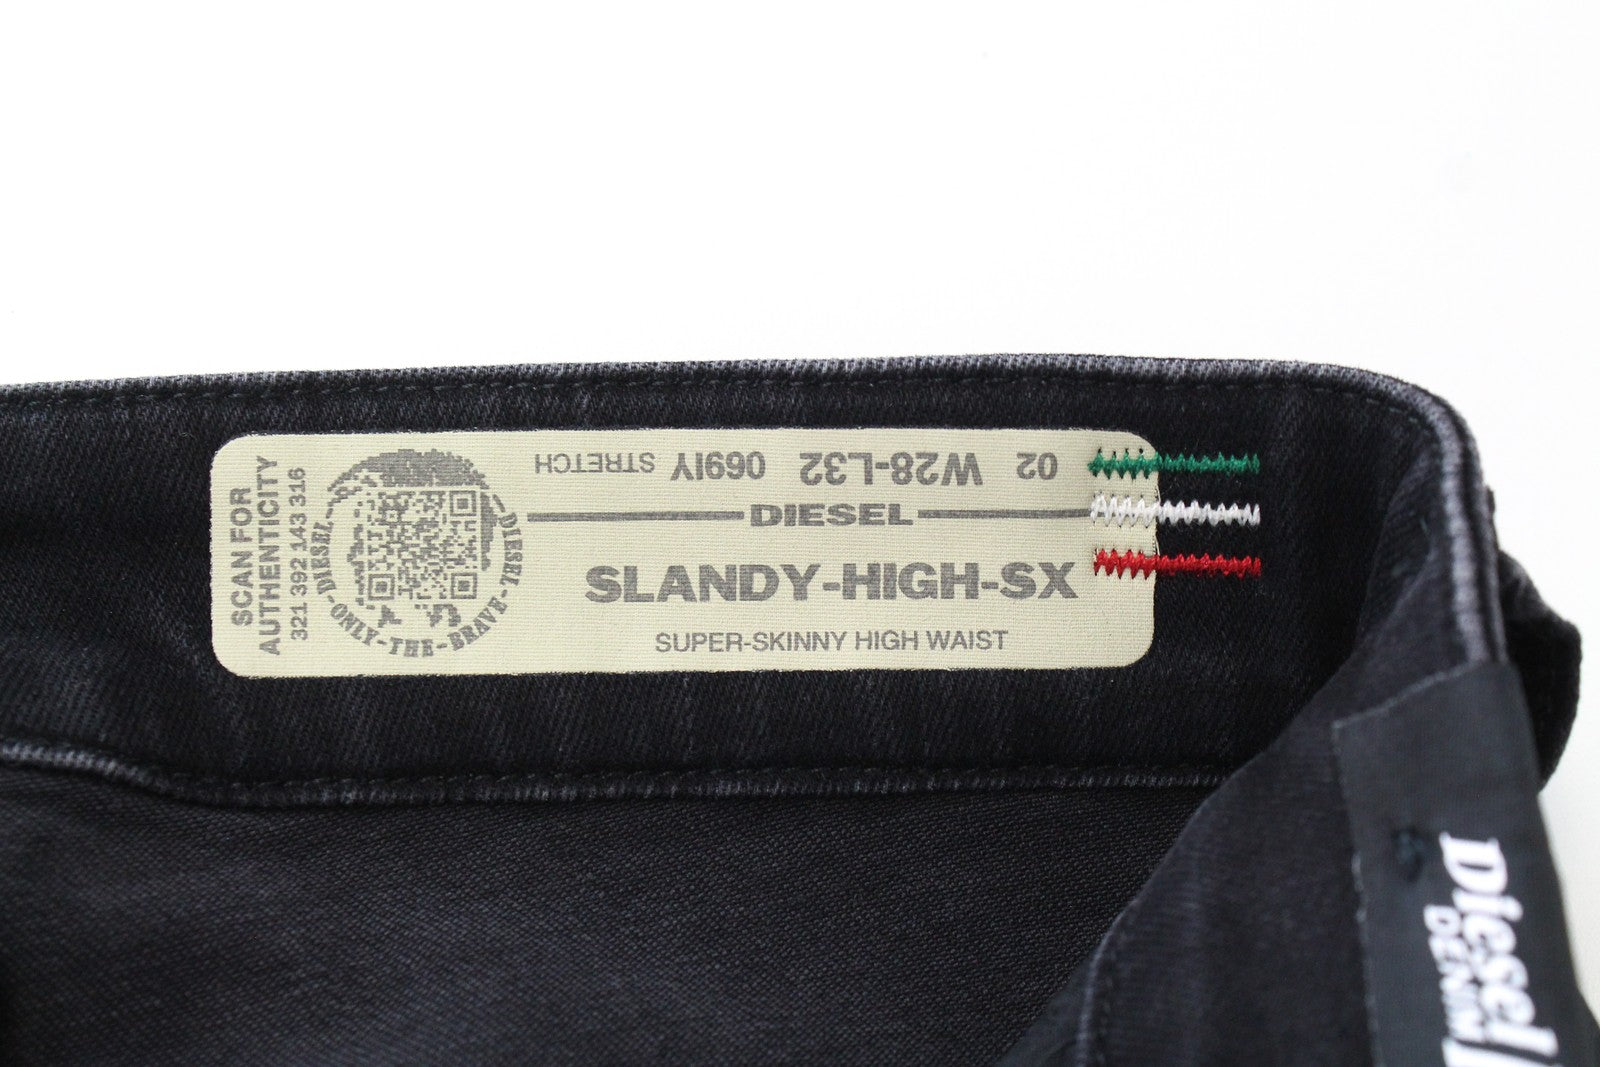 SCAN FOR
AUTHENTICITY
321 392 143 316
DIESEL-ONLY-THE-BRAVE-DIESEL
02 W28-L32 069IY STRETCH
DIESEL
SLANDY-HIGH-SX
SUPER-SKINNY HIGH WAIST
Diesel
DENIM